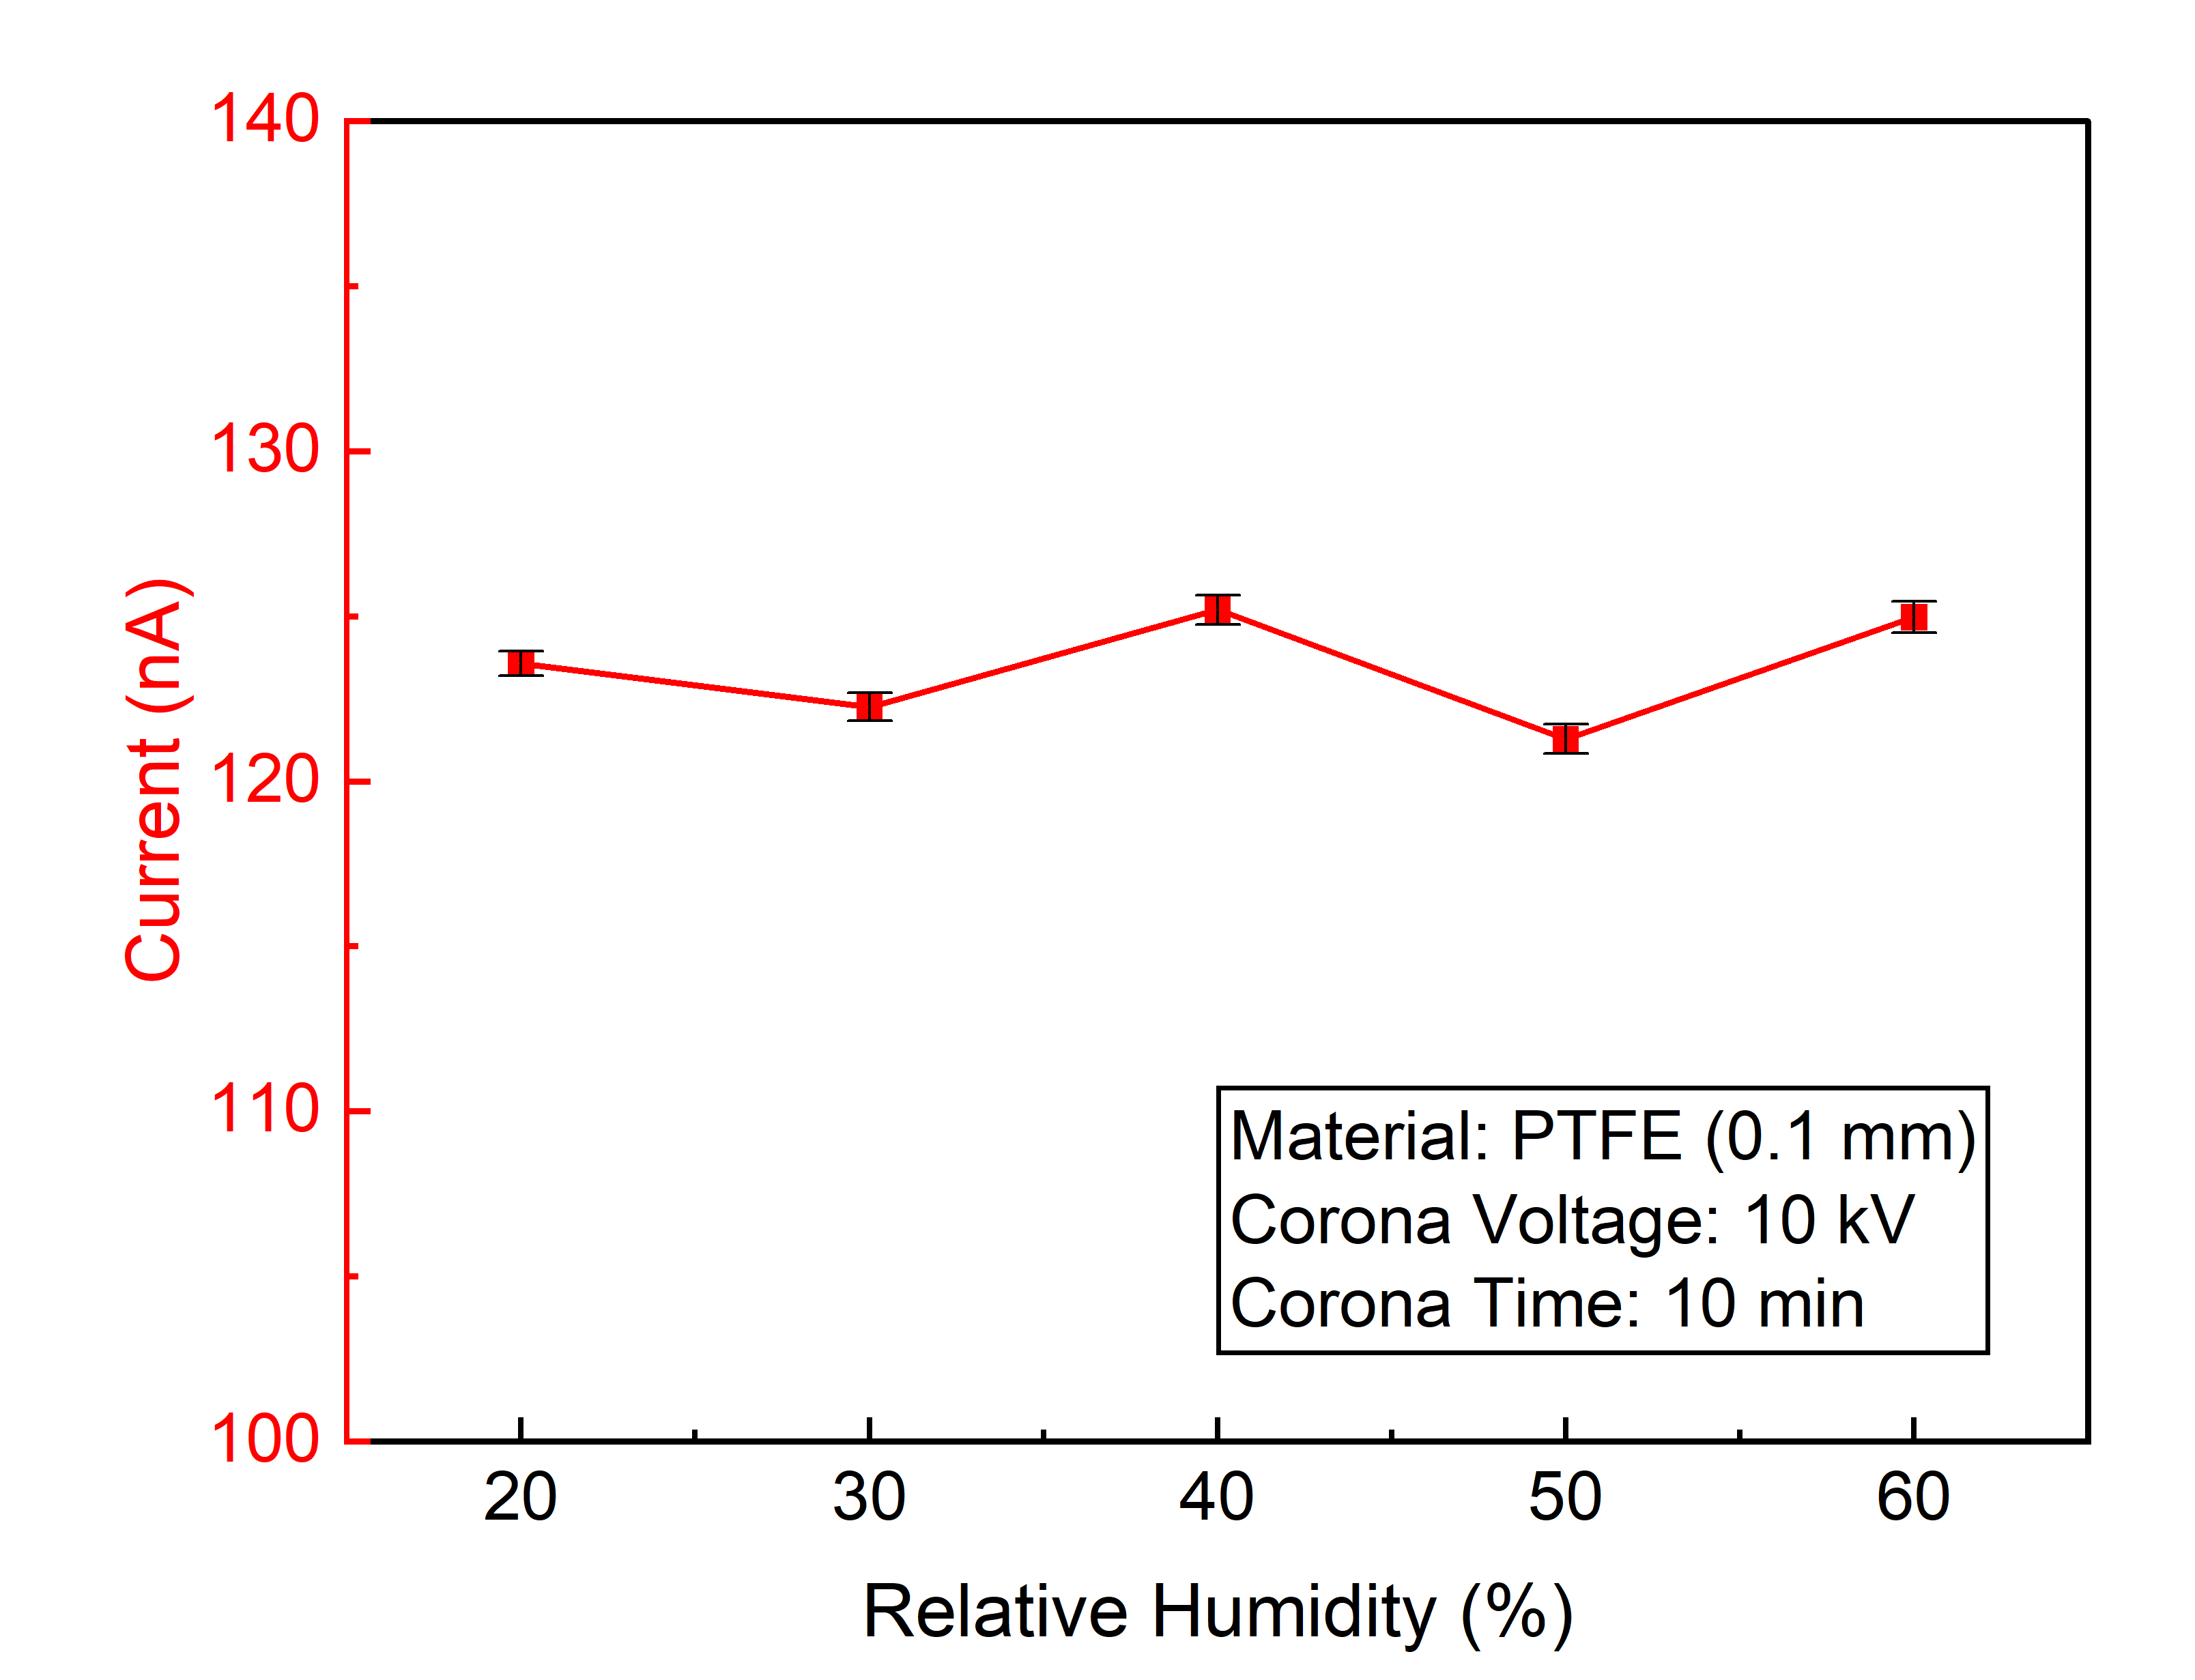 140
130
120
110
100
Current (nA)
Material: PTFE (0.1 mm)
Corona Voltage: 10 kV
Corona Time: 10 min
20 30 40 50 60
Relative Humidity (%)